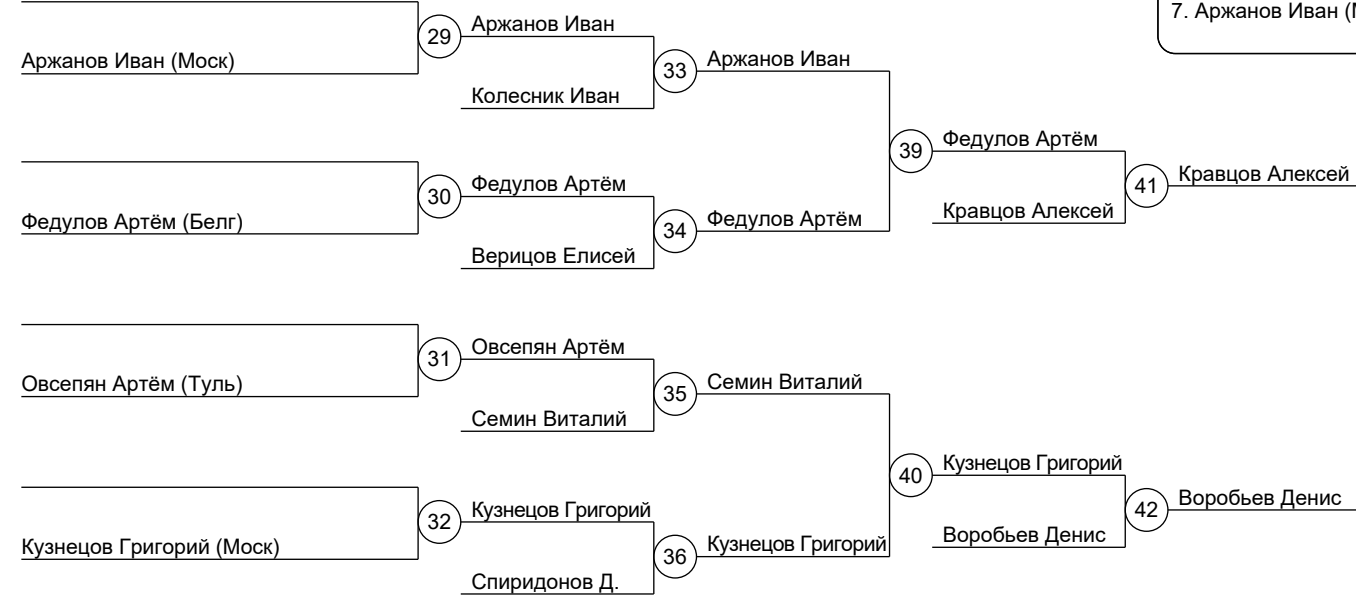 7. Аржанов Иван (
Аржанов Иван (Моск)
29
Аржанов Иван
Колесник Иван
33
Аржанов Иван
Федулов Артём (Белг)
30
Федулов Артём
Верицов Елисей
34
Федулов Артём
39
Федулов Артём
Кравцов Алексей
41
Кравцов Алексей
Овсепян Артём (Туль)
31
Овсепян Артём
Семин Виталий
35
Семин Виталий
Кузнецов Григорий (Моск)
32
Кузнецов Григорий
Спиридонов Д.
36
Кузнецов Григорий
40
Кузнецов Григорий
Воробьев Денис
42
Воробьев Денис